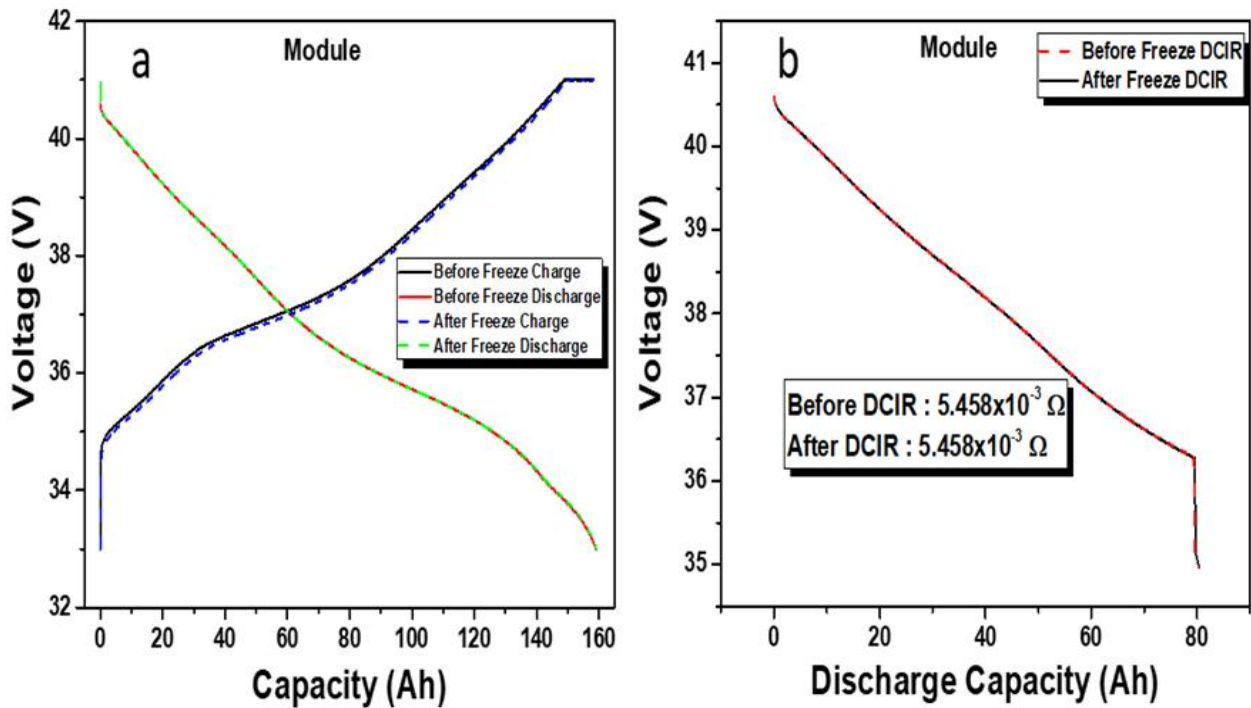 a
Module
42
40
38
36
34
32
Voltage (V)
Before Freeze Charge
Before Freeze Discharge
After Freeze Charge
After Freeze Discharge
0 20 40 60 80 100 120 140 160
Capacity (Ah)
b
Module
Before Freeze DCIR
After Freeze DCIR
41
40
39
38
37
36
35
Voltage (V)
Before DCIR : 5.458x10⁻³ Ω
After DCIR : 5.458x10⁻³ Ω
0 20 40 60 80
Discharge Capacity (Ah)